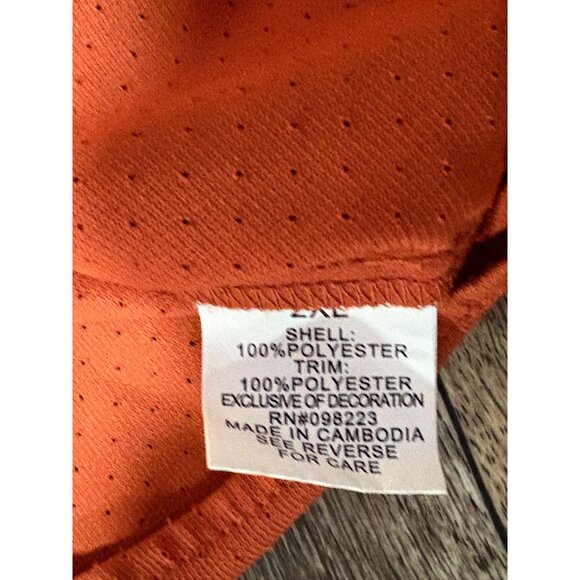 2XL
SHELL:
100%POLYESTER
TRIM:
100%POLYESTER
EXCLUSIVE OF DECORATION
RN#098223
MADE IN CAMBODIA
SEE REVERSE
FOR CARE